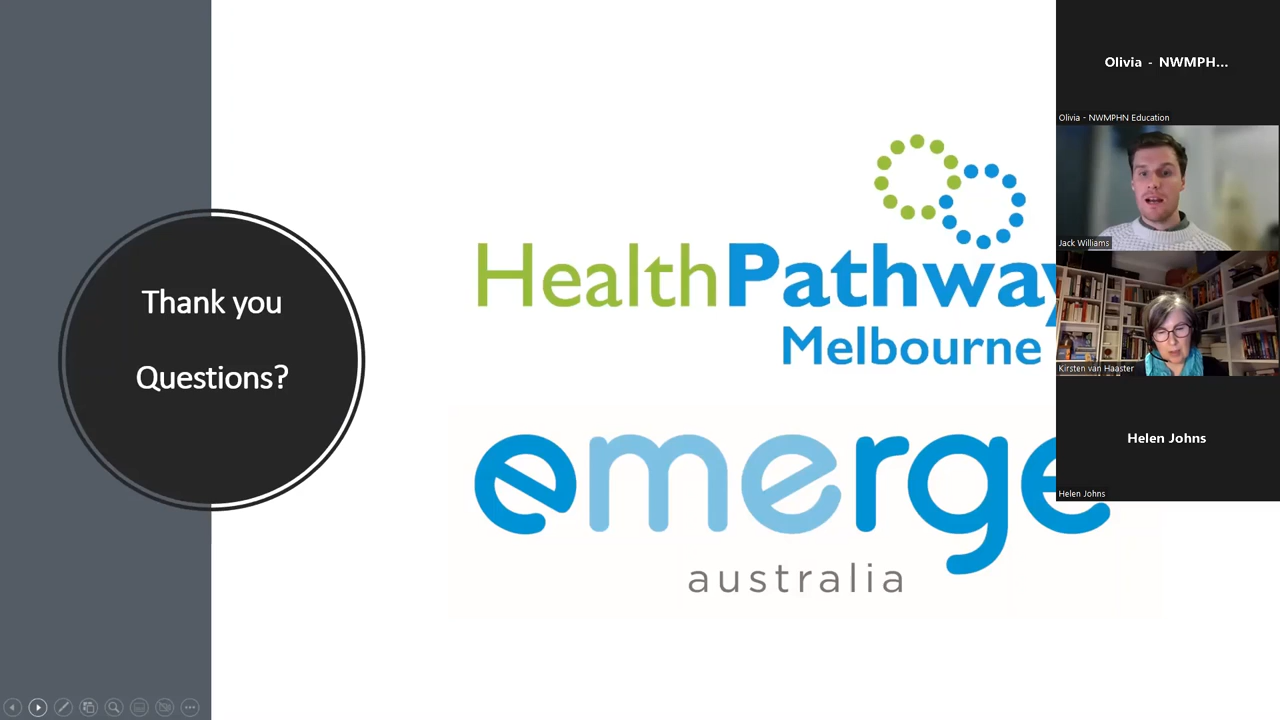 Thank you
Questions?
HealthPathway
Melbourne
emerge
australia
Olivia - NWMPH...
Olivia - NWMPHN Education
Jack Williams
Kirsten van Haaster
Helen Johns
Helen Johns